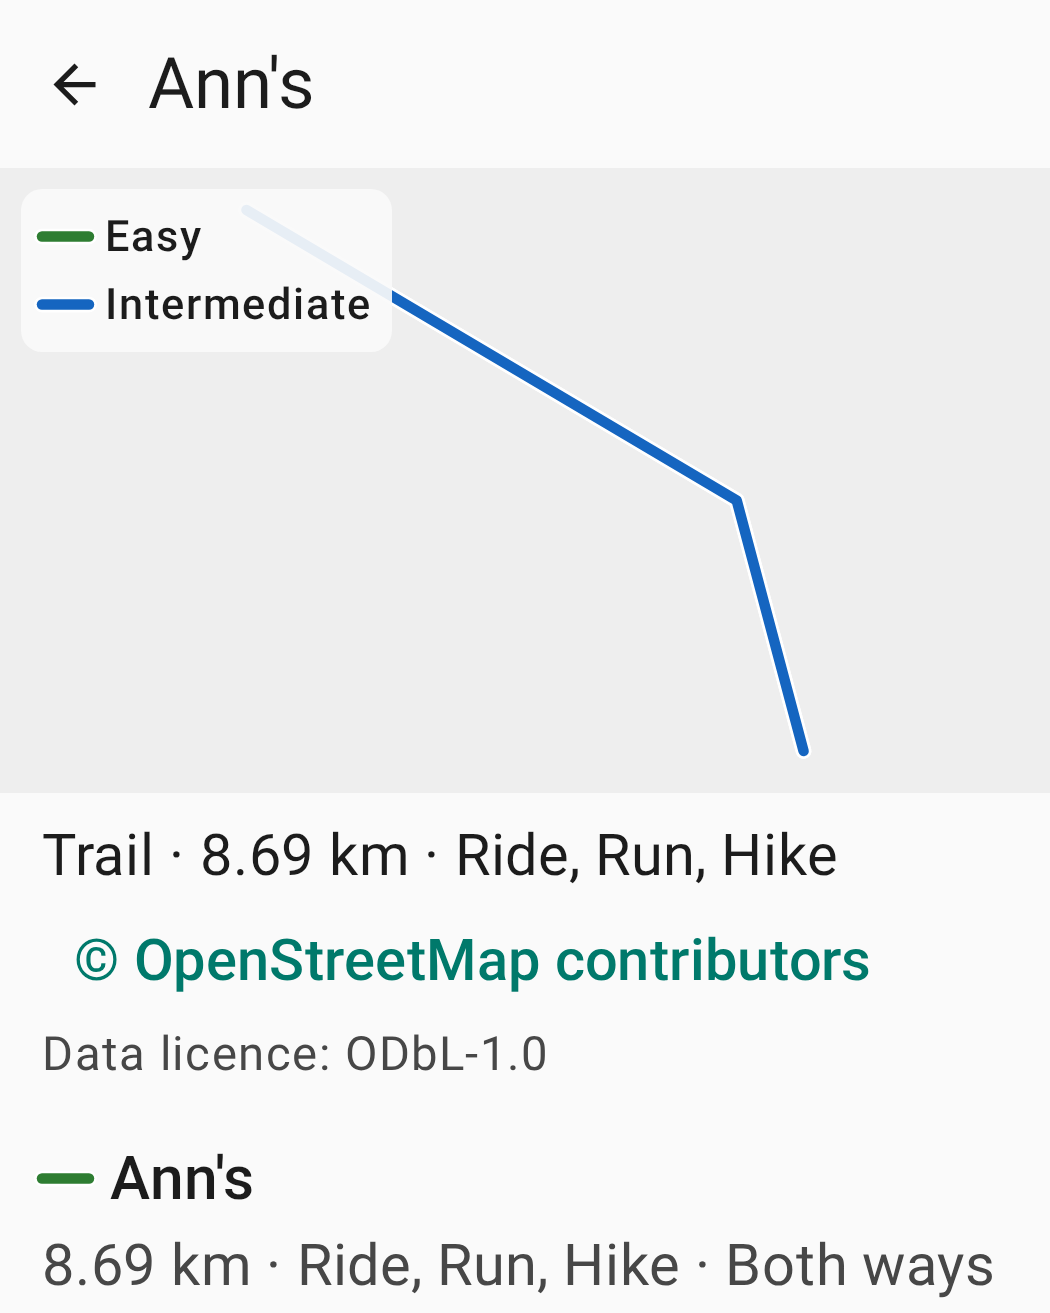 Ann's
Easy
Intermediate
Trail · 8.69 km · Ride, Run, Hike
© OpenStreetMap contributors
Data licence: ODbL-1.0
Ann's
8.69 km · Ride, Run, Hike · Both ways